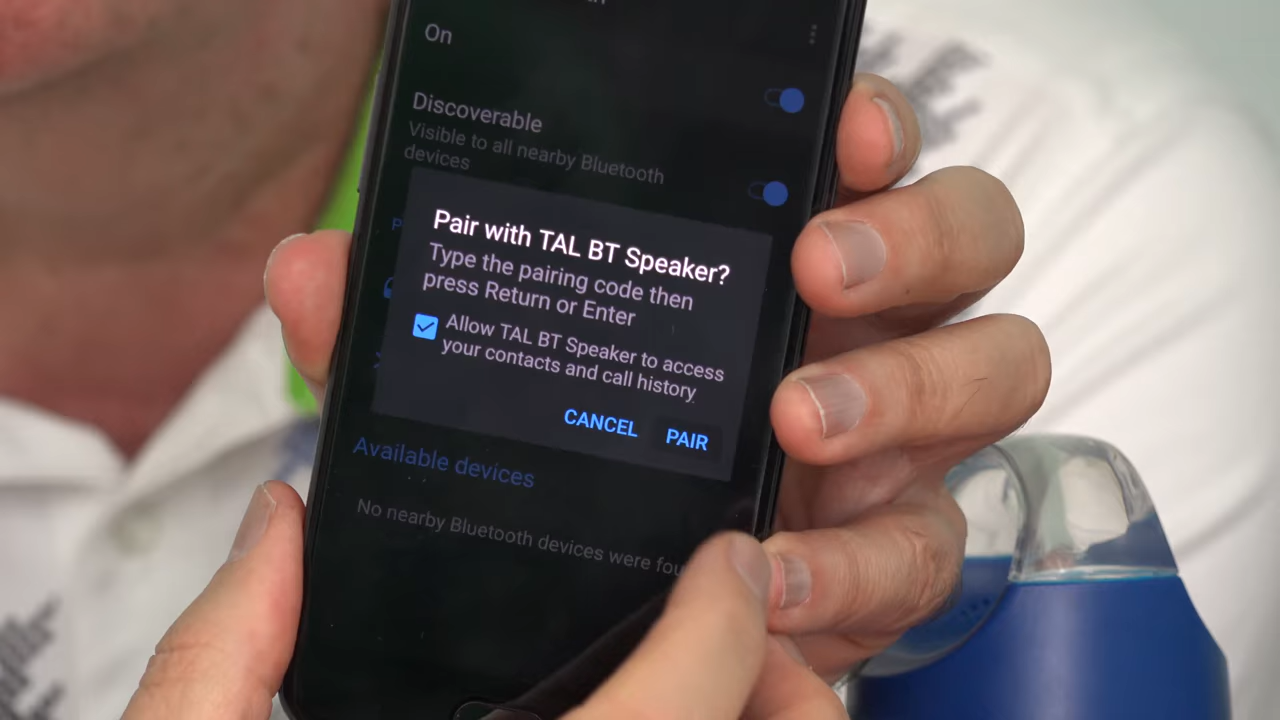 On
Discoverable
Visible to all nearby Bluetooth
devices
Pair with TAL BT Speaker?
Type the pairing code then
press Return or Enter
Allow TAL BT Speaker to access
your contacts and call history
CANCEL PAIR
Available devices
No nearby Bluetooth devices were fou